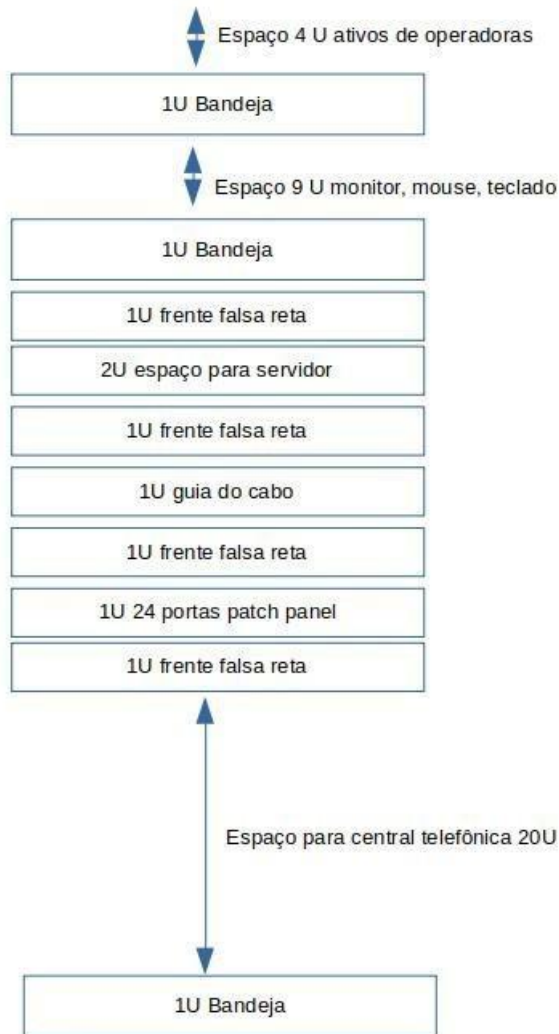 Espaço 4 U ativos de operadoras
1U Bandeja
Espaço 9 U monitor, mouse, teclado
1U Bandeja
1U frente falsa reta
2U espaço para servidor
1U frente falsa reta
1U guia do cabo
1U frente falsa reta
1U 24 portas patch panel
1U frente falsa reta
Espaço para central telefônica 20U
1U Bandeja